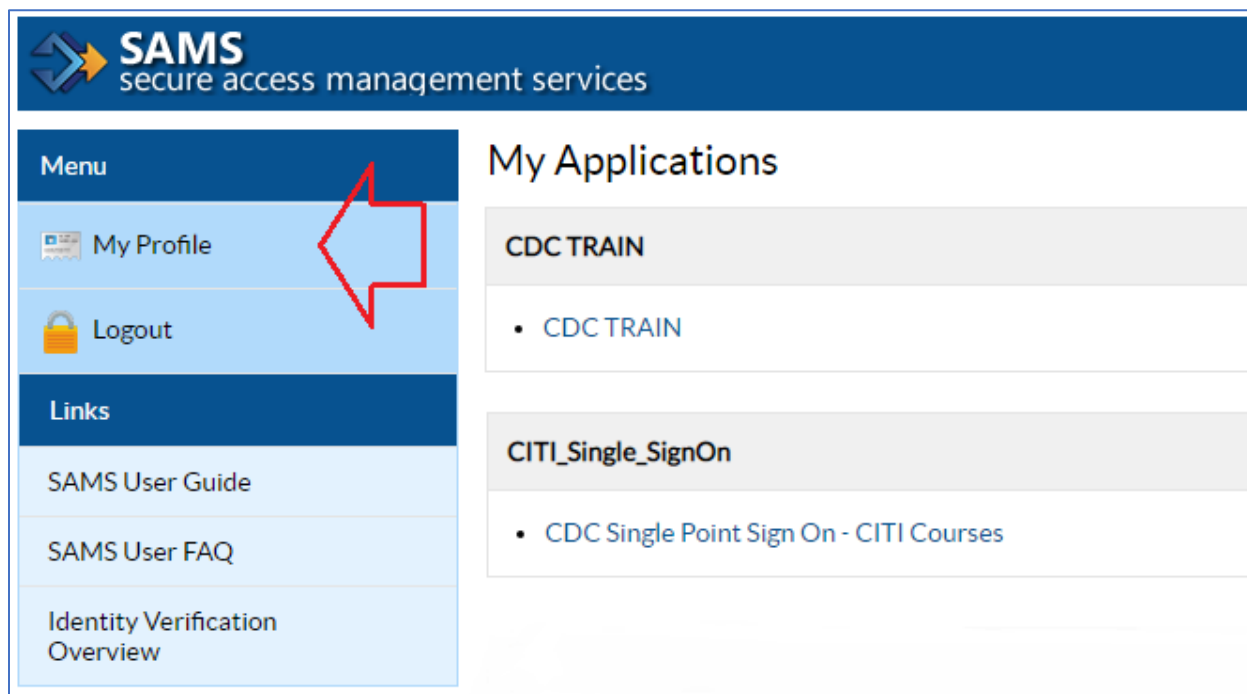 SAMS
secure access management services
Menu
My Profile
Logout
Links
SAMS User Guide
SAMS User FAQ
Identity Verification
Overview
My Applications
CDC TRAIN
• CDC TRAIN
CITI_Single_SignOn
• CDC Single Point Sign On - CITI Courses